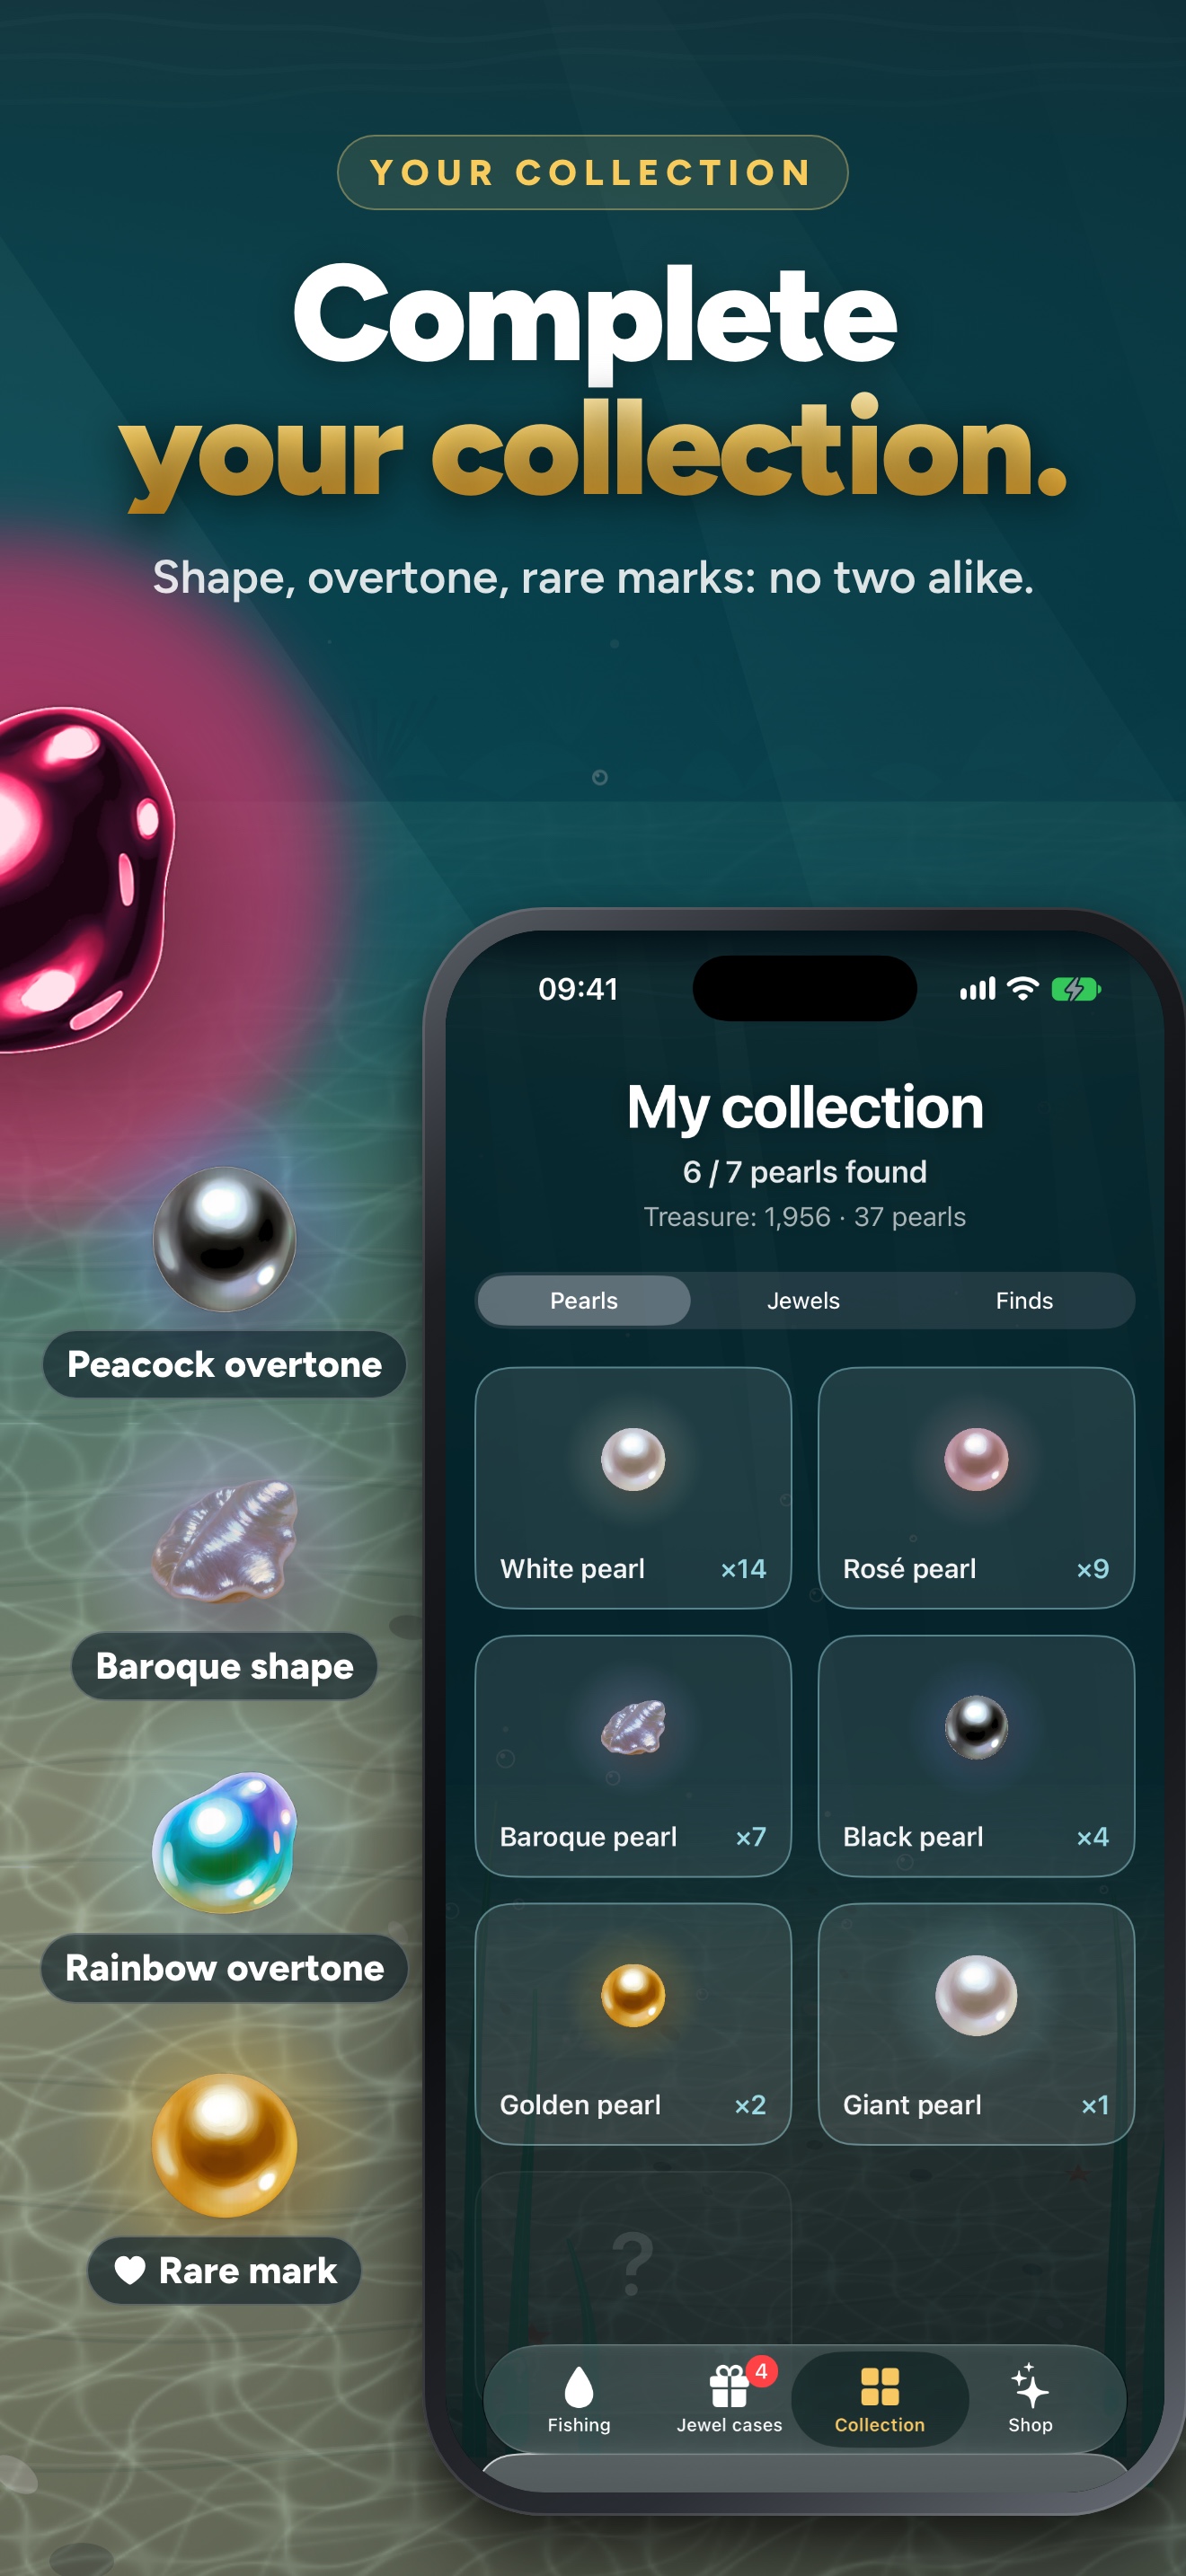 YOUR COLLECTION
Complete
your collection.
Shape, overtone, rare marks: no two alike.
09:41
My collection
6 / 7 pearls found
Treasure: 1,956 · 37 pearls
Pearls
Jewels
Finds
Peacock overtone
Baroque shape
Rainbow overtone
Rare mark
White pearl
×14
Rosé pearl
×9
Baroque pearl
×7
Black pearl
×4
Golden pearl
×2
Giant pearl
×1
?
4
Fishing
Jewel cases
Collection
Shop